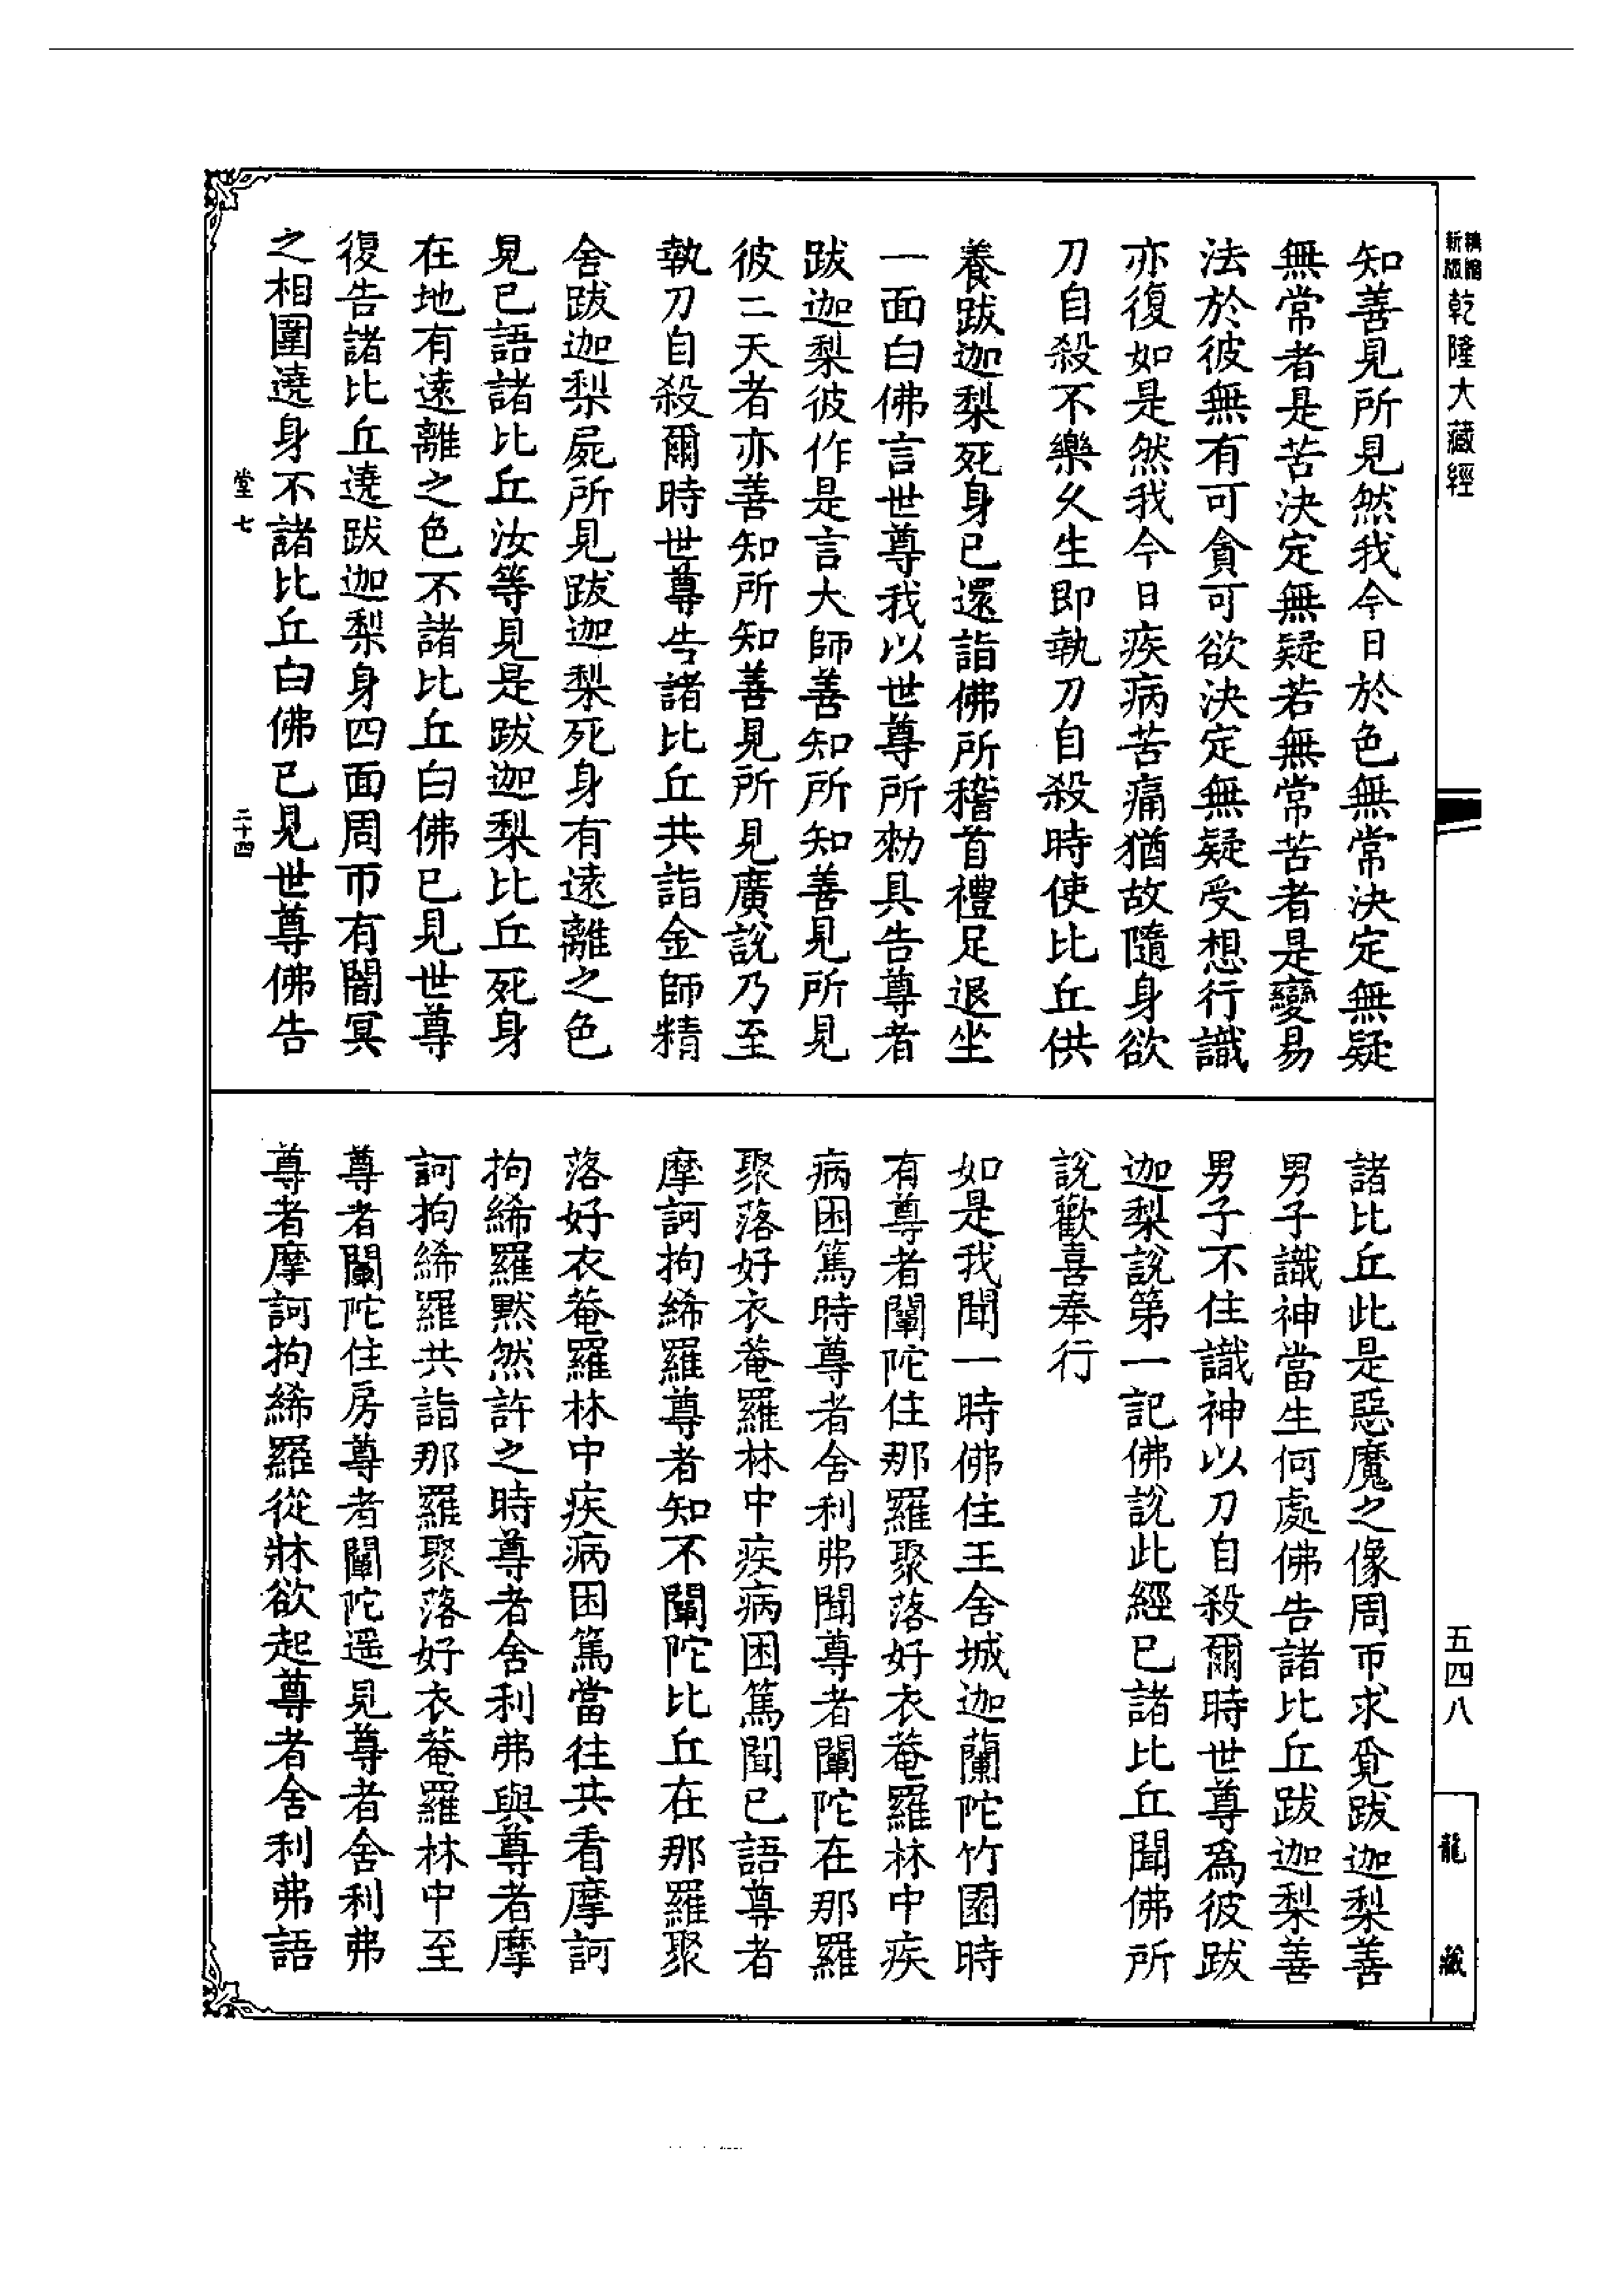 新版精縮乾隆大藏經
知善見所見然我今日於色無常決定無疑
無常者是苦決定無疑若無常苦者是變易
法於彼無有可貪可欲決定無疑受想行識
亦復如是然我今日疾病苦痛猶故隨身欲
刀自殺不樂久生即執刀自殺時使比丘供
養跋迦梨死身已還詣佛所稽首禮足退坐
一面白佛言世尊我以世尊所勑具告尊者
跋迦梨彼作是言大師善知所知善見所見
彼二天者亦善知所知善見所見廣說乃至
執刀自殺爾時世尊告諸比丘共詣金師精
舍跋迦梨屍所見跋迦梨死身有遠離之色
見已語諸比丘汝等見是跋迦梨比丘死身
在地有遠離之色不諸比丘白佛已見世尊
復告諸比丘遶跋迦梨身四面周帀有闇冥
之相圍遶身不諸比丘白佛已見世尊佛告
堂七
二十四
諸比丘此是惡魔之像周帀求覓跋迦梨善
男子識神當生何處佛告諸比丘跋迦梨善
男子不住識神以刀自殺爾時世尊為彼跋
迦梨說第一記佛說此經已諸比丘聞佛所
說歡喜奉行
如是我聞一時佛住王舍城迦蘭陀竹園時
有尊者闡陀住那羅聚落好衣菴羅林中疾
病困篤時尊者舍利弗聞尊者闡陀在那羅
聚落好衣菴羅林中疾病困篤聞已語尊者
摩訶拘絺羅尊者知不闡陀比丘在那羅聚
落好衣菴羅林中疾病困篤當往共看摩訶
拘絺羅默然許之時尊者舍利弗與尊者摩
訶拘絺羅共詣那羅聚落好衣菴羅林中至
尊者闡陀住房尊者闡陀遥見尊者舍利弗
尊者摩訶拘絺羅從牀欲起尊者舍利弗語
五四八
龍藏